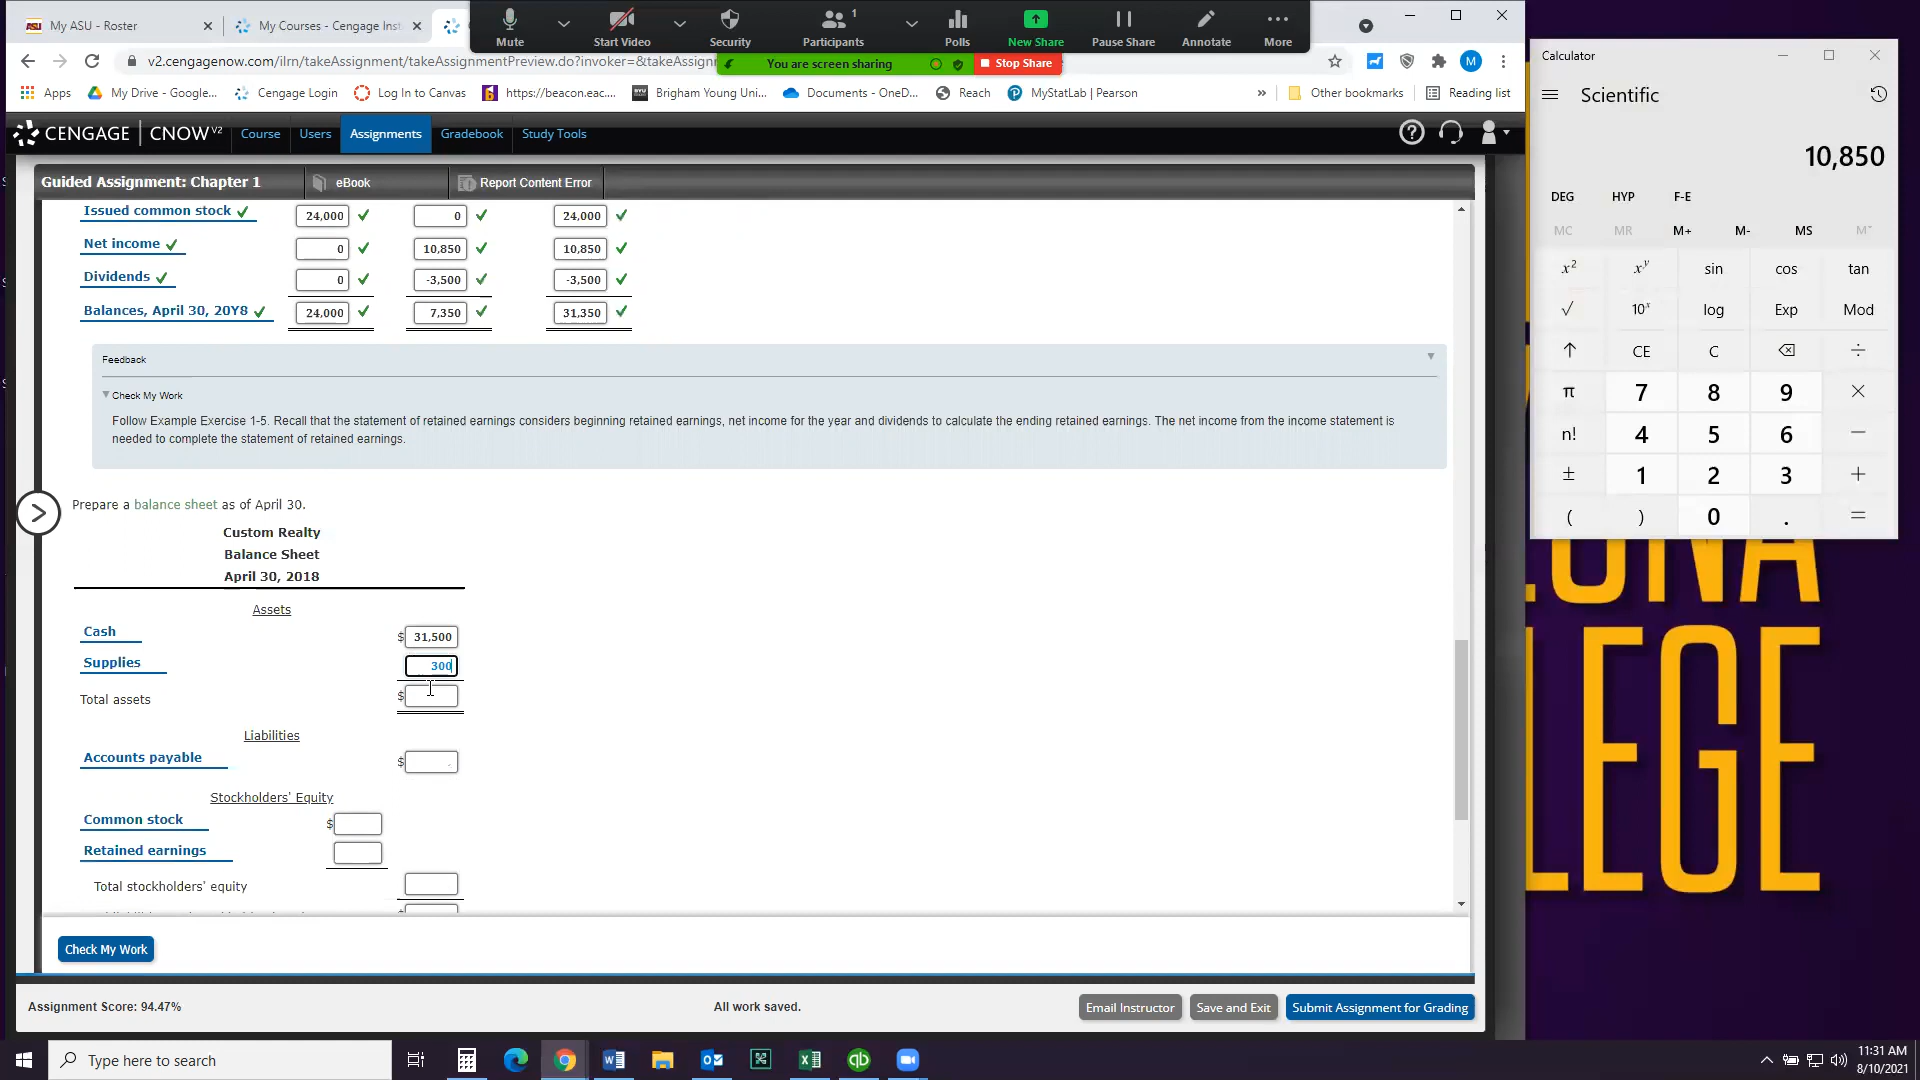 My ASU - Roster
My Courses - Cengage Inst
Mute
Start Video
Security
Participants
1
Polls
New Share
Pause Share
Annotate
More
v2.cengagenow.com/ilrn/takeAssignment/takeAssignmentPreview.do?invoker=&takeAssignr
You are screen sharing
Stop Share
M
Apps
My Drive - Google...
Cengage Login
Log In to Canvas
https://beacon.eac....
BYU
Brigham Young Uni...
Documents - OneD...
Reach
MyStatLab | Pearson
»
Other bookmarks
Reading list
CENGAGE | CNOWV2
Course
Users
Assignments
Gradebook
Study Tools
Guided Assignment: Chapter 1
eBook
Report Content Error
Issued common stock 24,000 0 24,000
Net income 0 10,850 10,850
Dividends 0 -3,500 -3,500
Balances, April 30, 20Y8 24,000 7,350 31,350
Feedback
Check My Work
Follow Example Exercise 1-5. Recall that the statement of retained earnings considers beginning retained earnings, net income for the year and dividends to calculate the ending retained earnings. The net income from the income statement is
needed to complete the statement of retained earnings.
Prepare a balance sheet as of April 30.
Custom Realty
Balance Sheet
April 30, 2018
Assets
Cash $ 31,500
Supplies 300
Total assets $
Liabilities
Accounts payable $
Stockholders' Equity
Common stock $
Retained earnings
Total stockholders' equity
$
Check My Work
Assignment Score: 94.47%
All work saved.
Email Instructor
Save and Exit
Submit Assignment for Grading
Calculator
Scientific
10,850
DEG HYP F-E
MC MR M+ M- MS M˅
x² xʸ sin cos tan
√ 10ˣ log Exp Mod
↑ CE C ⌫ ÷
π 7 8 9 ×
n! 4 5 6 −
± 1 2 3 +
( ) 0 . =
ZONA
LLEGE
Type here to search
11:31 AM
8/10/2021